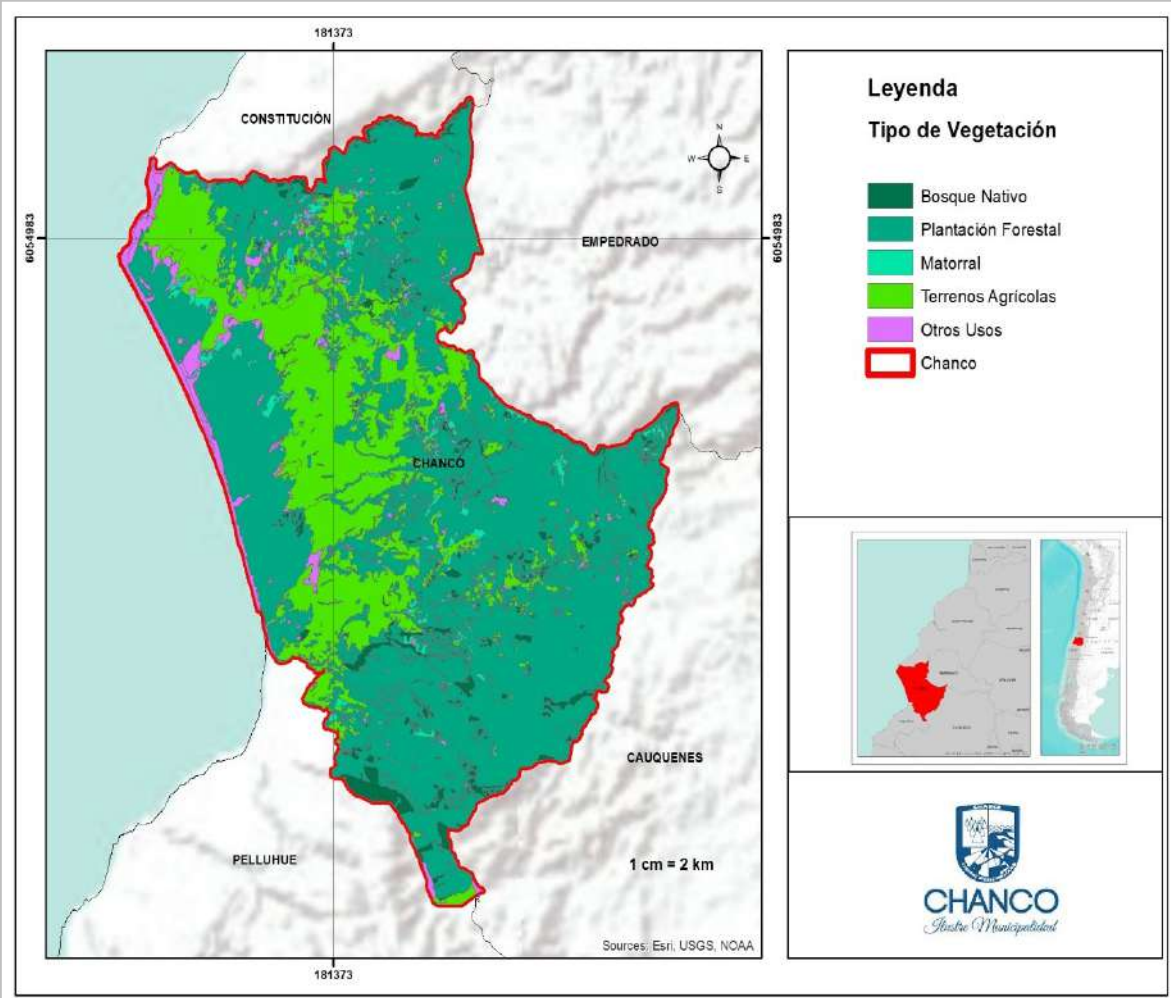 181373
CONSTITUCIÓN
N
W
E
S
6054983
6054983
EMPEDRADO
CHANCO
CAUQUENES
PELLUHUE
1 cm = 2 km
Sources: Esri, USGS, NOAA
181373
Leyenda
Tipo de Vegetación
Bosque Nativo
Plantación Forestal
Matorral
Terrenos Agrícolas
Otros Usos
Chanco
CHANCO
Ilustre Municipalidad